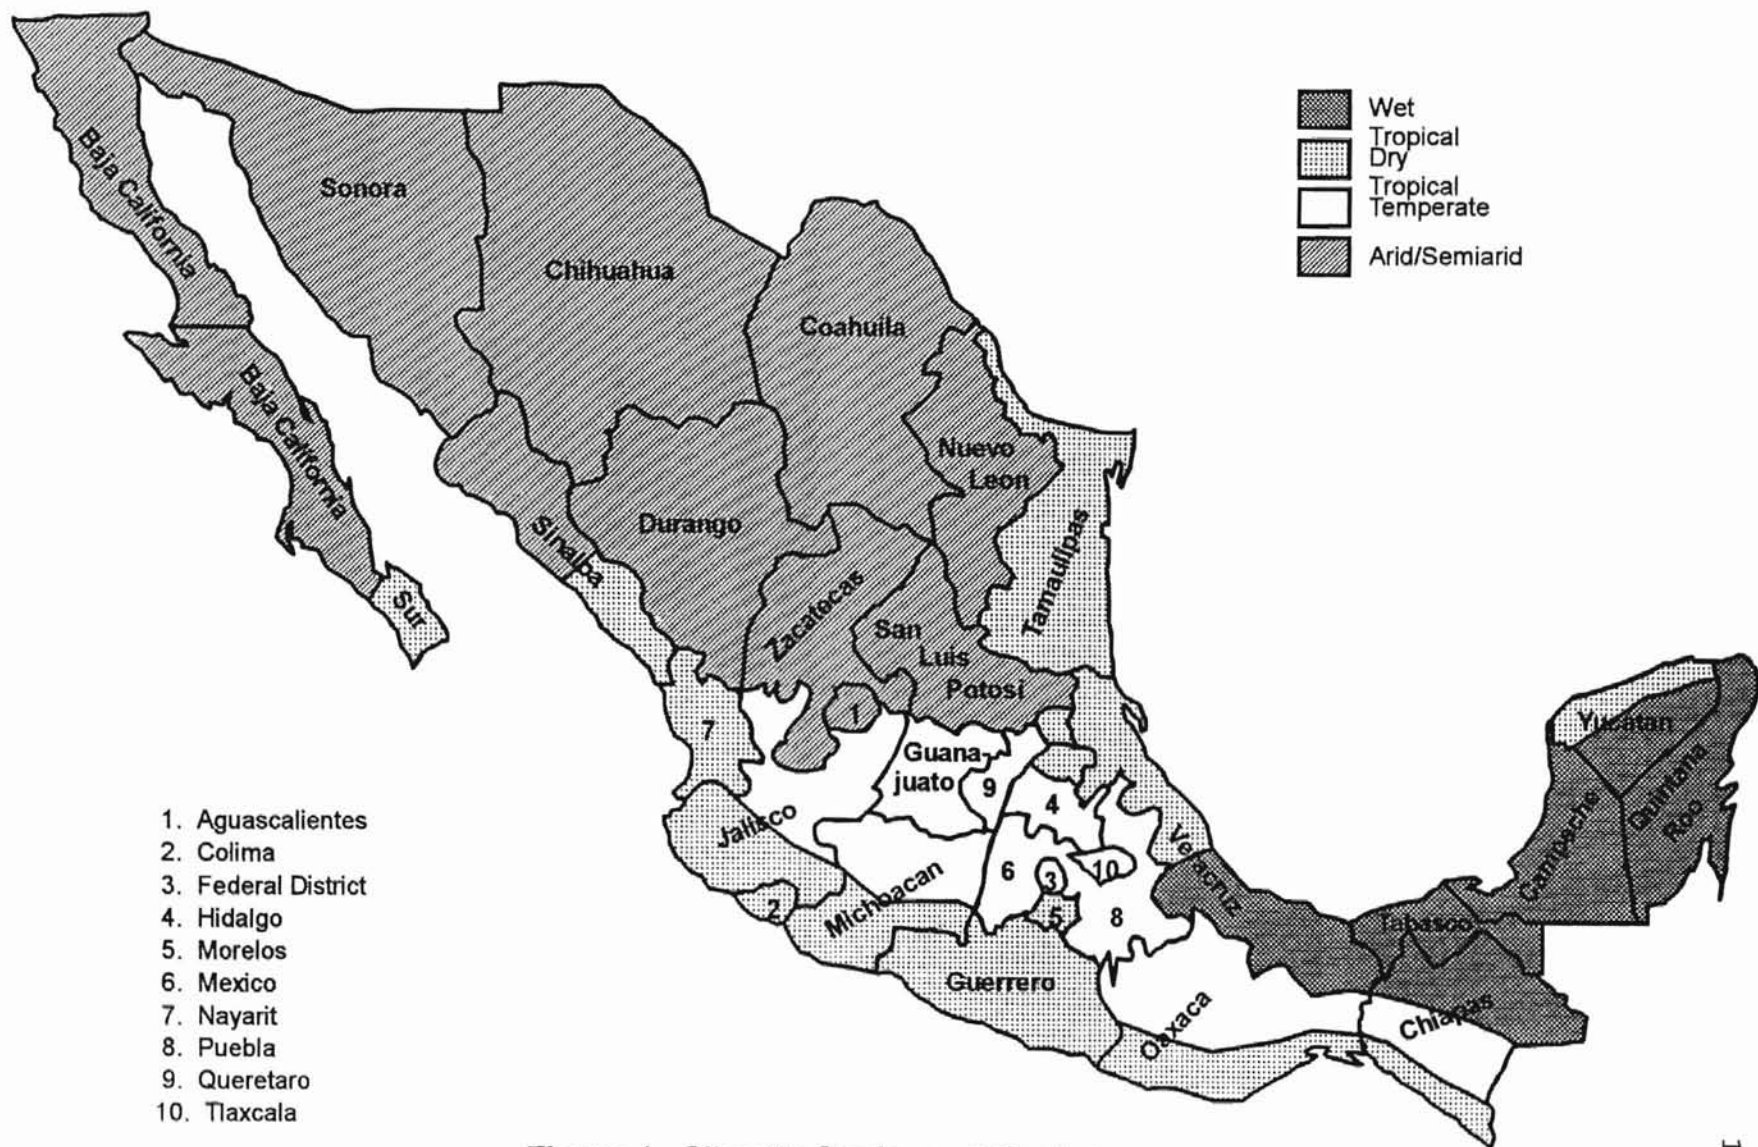 Wet
Tropical
Dry
Tropical
Temperate
Arid/Semiarid
Baja California
Sonora
Chihuahua
Coahuila
Baja California
Nuevo
Leon
Durango
Sinalba
Tamaulipas
Sur
Zacatecas
San
Luis
Potosi
1
7
Guana-
juato
9
4
Yucatan
Quintana
Roo
Campsche
Jalisco
Veracruz
6
3
10
2
Michoacan
5
8
Tabasco
Guerrero
Oaxaca
Chiapas
1. Aguascalientes
2. Colima
3. Federal District
4. Hidalgo
5. Morelos
6. Mexico
7. Nayarit
8. Puebla
9. Queretaro
10. Tlaxcala